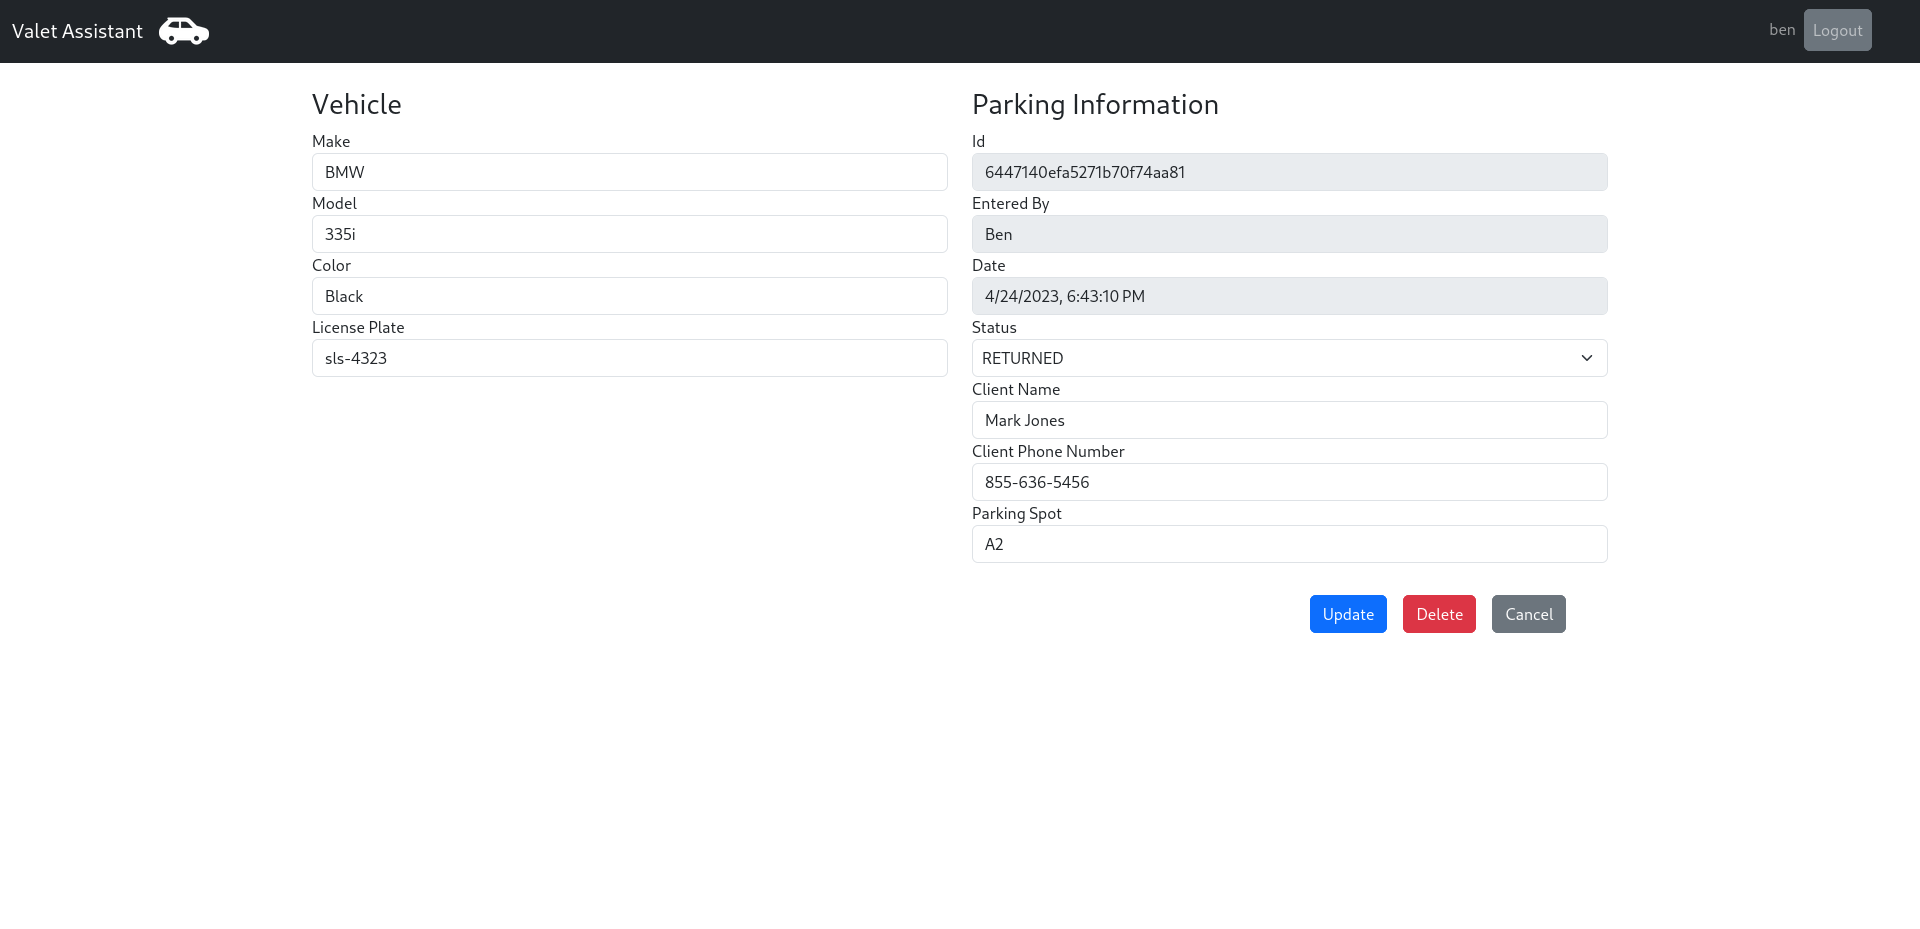 Valet Assistant
ben
Logout
Vehicle
Make
BMW
Model
335i
Color
Black
License Plate
sls-4323
Parking Information
Id
6447140efa5271b70f74aa81
Entered By
Ben
Date
4/24/2023, 6:43:10 PM
Status
RETURNED
Client Name
Mark Jones
Client Phone Number
855-636-5456
Parking Spot
A2
Update
Delete
Cancel